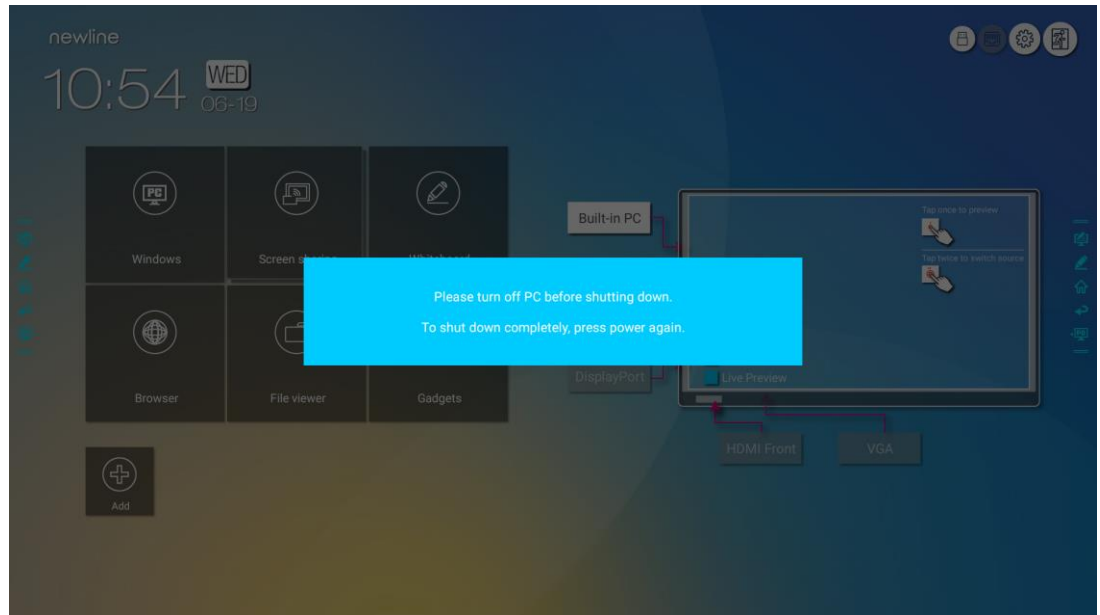 newline
10:54
WED
06-19
PC
Windows
Screen sharing
Whiteboard
Browser
File viewer
Gadgets
Add
Please turn off PC before shutting down.
To shut down completely, press power again.
Built-in PC
DisplayPort
Tap once to preview
Tap twice to switch source
Live Preview
HDMI Front
VGA